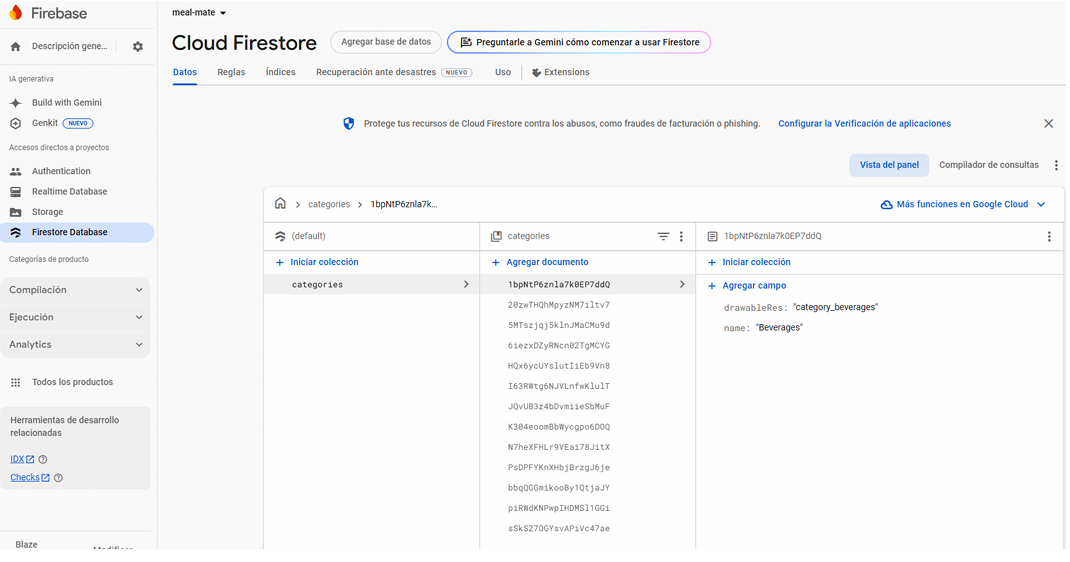 Firebase
Descripción gene...
IA generativa
Build with Gemini
Genkit NUEVO
Accesos directos a proyectos
Authentication
Realtime Database
Storage
Firestore Database
Categorías de producto
Compilación
Ejecución
Analytics
Todos los productos
Herramientas de desarrollo
relacionadas
IDX
Checks
Blaze
Modificar
meal-mate
Cloud Firestore
Agregar base de datos
Preguntarle a Gemini cómo comenzar a usar Firestore
Datos Reglas Índices Recuperación ante desastres NUEVO Uso Extensions
Protege tus recursos de Cloud Firestore contra los abusos, como fraudes de facturación o phishing. Configurar la Verificación de aplicaciones
Vista del panel Compilador de consultas
categories 1bpNtP6znla7k...
Más funciones en Google Cloud
(default)
Iniciar colección
categories
categories
Agregar documento
1bpNtP6znla7k0EP7ddQ
20zwTHQhMpyzNM7iltv7
5MTszjqj5klnJMaCMu9d
6iezxDZyRNcn02TgMCYG
HQx6ycUYslutIiEb9Vn8
I63RWtg6NJVLnfwKlulT
JQvUB3z4bDvmiieSbMuF
K304eoomBbWycgpo6DOQ
N7heXFHLr9VEai78JitX
PsDPFYKnXHbjBrzgJ6je
bbqQGGmikooBy1QtjaJY
piRWdKNPwpIHDMSl1GGi
sSkS27OGYsvAPiVc47ae
1bpNtP6znla7k0EP7ddQ
Iniciar colección
Agregar campo
drawableRes: "category_beverages"
name: "Beverages"